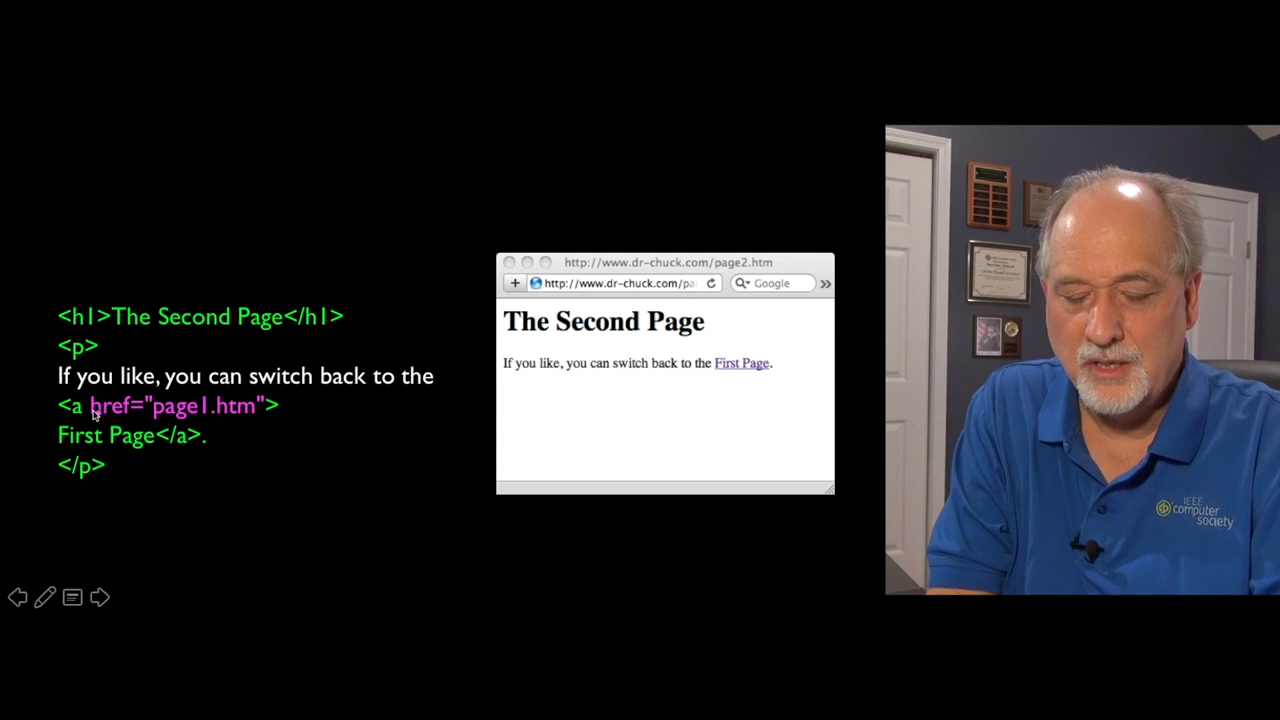 <h1>The Second Page</h1>
<p>
If you like, you can switch back to the
<a href="page1.htm">
First Page</a>.
</p>
http://www.dr-chuck.com/page2.htm
+ http://www.dr-chuck.com/pa Google »
The Second Page
If you like, you can switch back to the First Page.
IEEE
computer
society